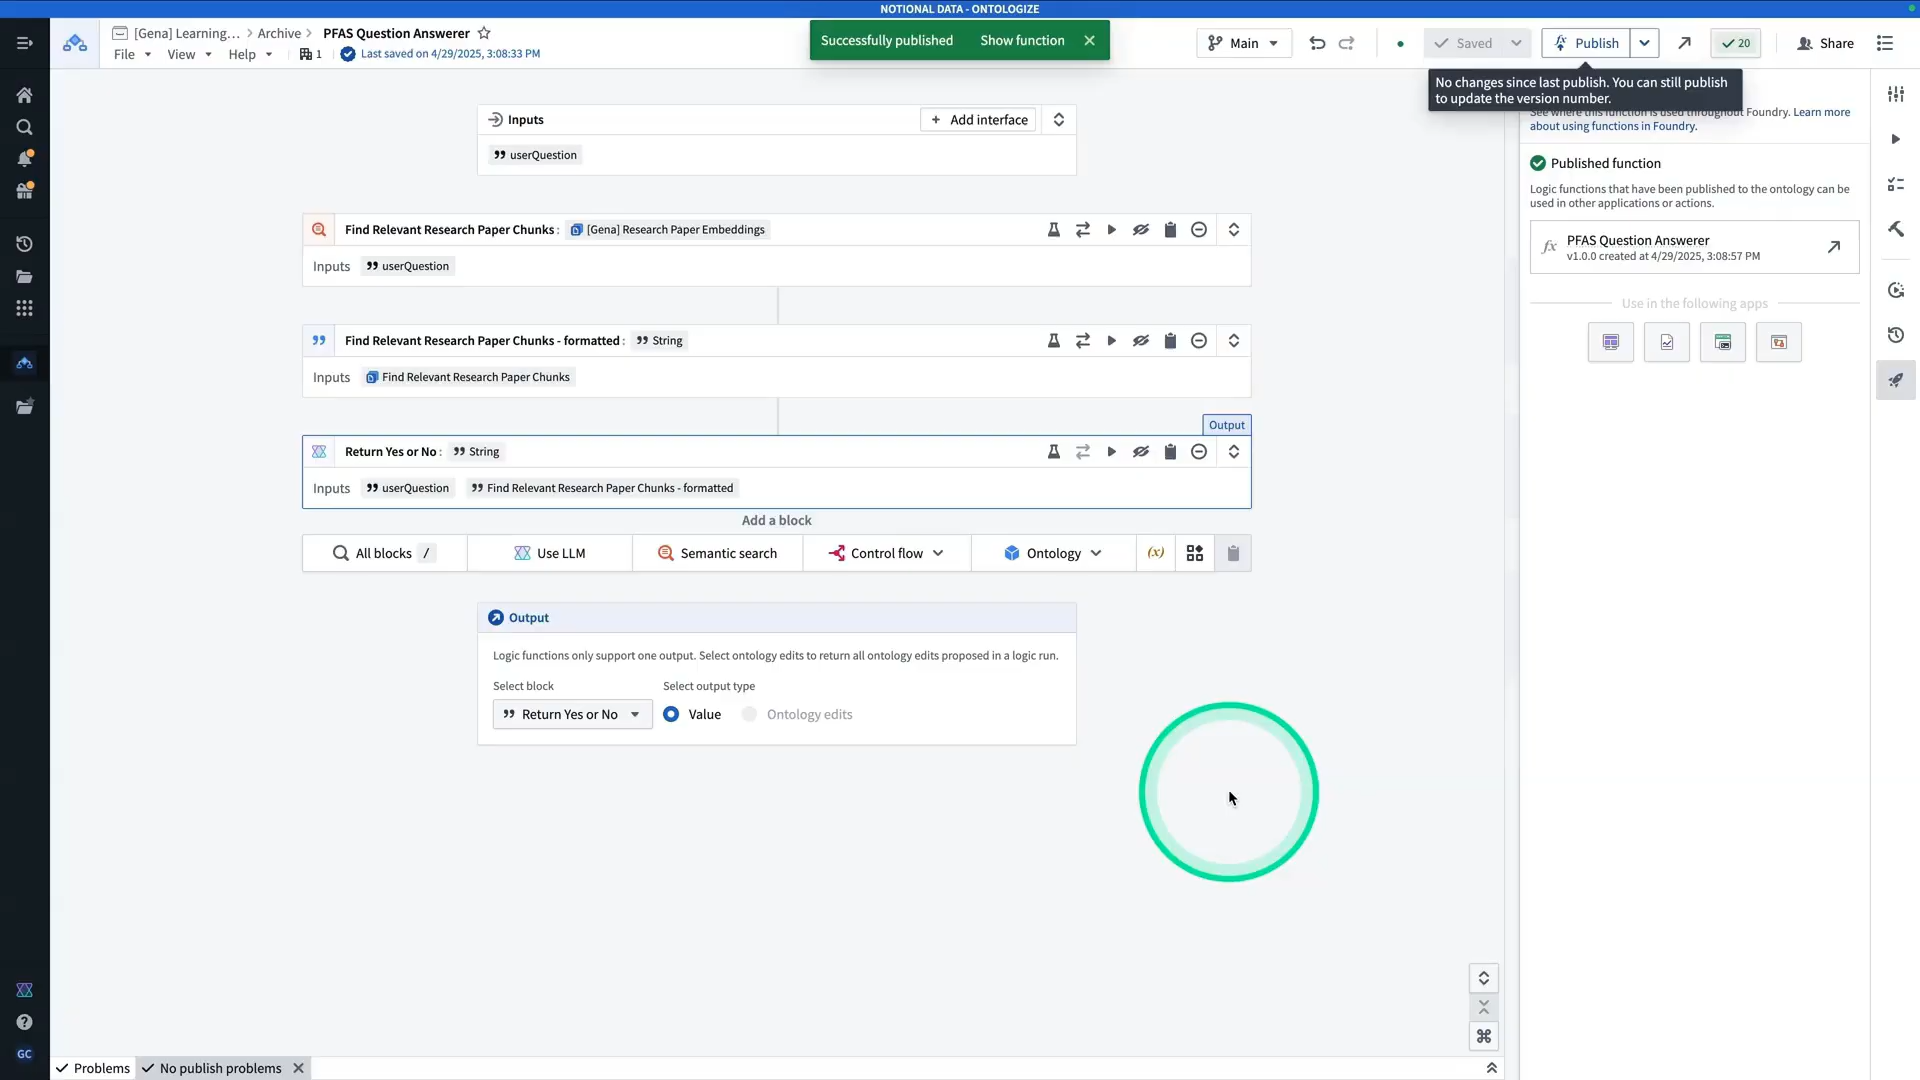 NOTIONAL DATA - ONTOLOGIZE
[Gena] Learning… > Archive > PFAS Question Answerer
File View Help 1 Last saved on 4/29/2025, 3:08:33 PM
Successfully published Show function
Main Saved Publish 20 Share
No changes since last publish. You can still publish
to update the version number.
See where this function is used throughout Foundry. Learn more
about using functions in Foundry.
Inputs Add interface
userQuestion
Find Relevant Research Paper Chunks : [Gena] Research Paper Embeddings
Inputs userQuestion
Find Relevant Research Paper Chunks - formatted : String
Inputs Find Relevant Research Paper Chunks
Output
Return Yes or No : String
Inputs userQuestion Find Relevant Research Paper Chunks - formatted
Add a block
All blocks / Use LLM Semantic search Control flow Ontology (x)
Output
Logic functions only support one output. Select ontology edits to return all ontology edits proposed in a logic run.
Select block Select output type
Return Yes or No Value Ontology edits
Published function
Logic functions that have been published to the ontology can be
used in other applications or actions.
fx PFAS Question Answerer
v1.0.0 created at 4/29/2025, 3:08:57 PM
Use in the following apps
GC
Problems No publish problems